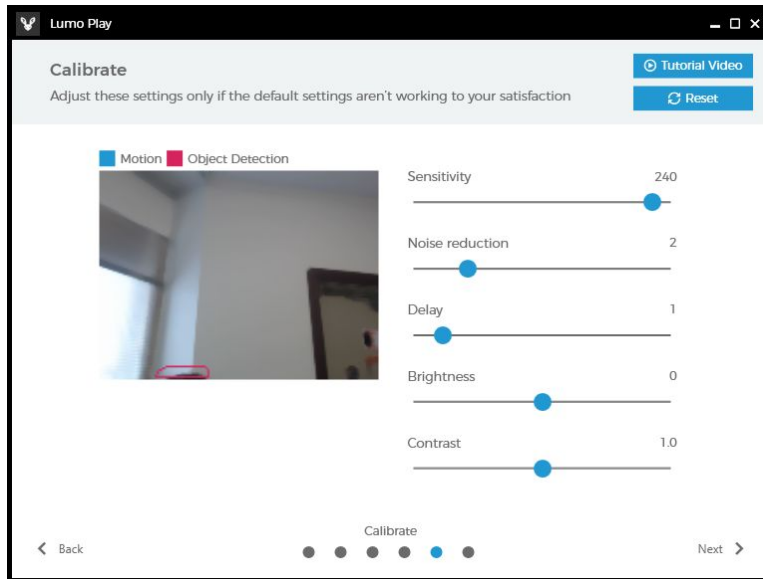 Lumo Play
Calibrate
Adjust these settings only if the default settings aren't working to your satisfaction
Tutorial Video
Reset
Motion Object Detection
Sensitivity 240
Noise reduction 2
Delay 1
Brightness 0
Contrast 1.0
Calibrate
Back
Next